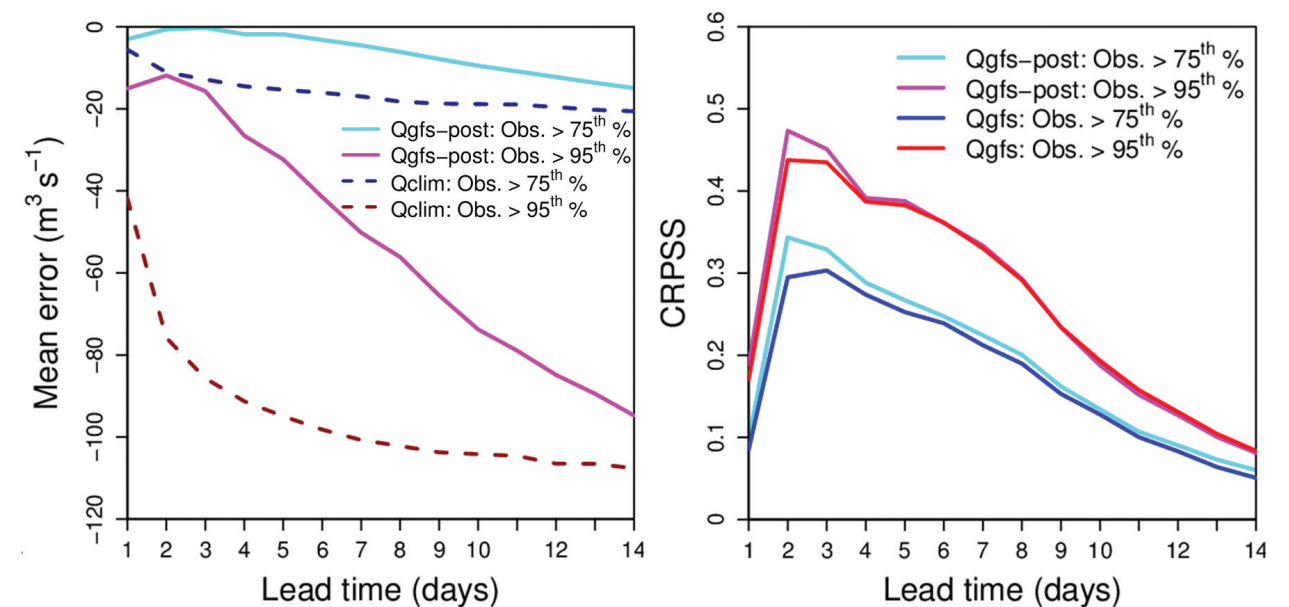 0
−20
−40
−60
−80
−100
−120
Mean error (m³ s⁻¹)
Qgfs−post: Obs. > 75th %
Qgfs−post: Obs. > 95th %
Qclim: Obs. > 75th %
Qclim: Obs. > 95th %
1 2 3 4 5 6 7 8 9 10 12 14
Lead time (days)
0.6
0.5
0.4
0.3
0.2
0.1
0
CRPSS
Qgfs−post: Obs. > 75th %
Qgfs−post: Obs. > 95th %
Qgfs: Obs. > 75th %
Qgfs: Obs. > 95th %
1 2 3 4 5 6 7 8 9 10 12 14
Lead time (days)